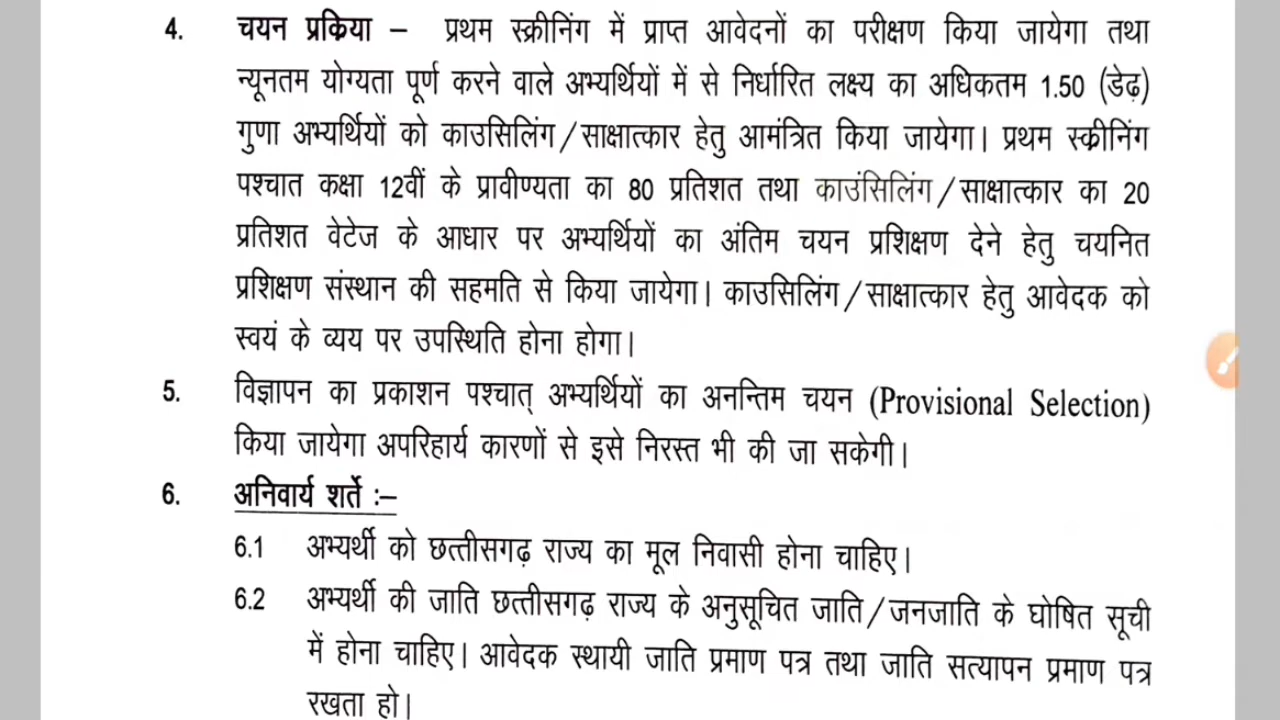 4. चयन प्रकिया – प्रथम स्क्रीनिंग में प्राप्त आवेदनों का परीक्षण किया जायेगा तथा
न्यूनतम योग्यता पूर्ण करने वाले अभ्यर्थियों में से निर्धारित लक्ष्य का अधिकतम 1.50 (डेढ़)
गुणा अभ्यर्थियों को काउसिलिंग/साक्षात्कार हेतु आमंत्रित किया जायेगा। प्रथम स्क्रीनिंग
पश्चात कक्षा 12वीं के प्रावीण्यता का 80 प्रतिशत तथा काउंसिलिंग/साक्षात्कार का 20
प्रतिशत वेटेज के आधार पर अभ्यर्थियों का अंतिम चयन प्रशिक्षण देने हेतु चयनित
प्रशिक्षण संस्थान की सहमति से किया जायेगा। काउसिलिंग/साक्षात्कार हेतु आवेदक को
स्वयं के व्यय पर उपस्थिति होना होगा।
5. विज्ञापन का प्रकाशन पश्चात् अभ्यर्थियों का अनन्तिम चयन (Provisional Selection)
किया जायेगा अपरिहार्य कारणों से इसे निरस्त भी की जा सकेगी।
6. अनिवार्य शर्ते :–
6.1 अभ्यर्थी को छत्तीसगढ़ राज्य का मूल निवासी होना चाहिए।
6.2 अभ्यर्थी की जाति छत्तीसगढ़ राज्य के अनुसूचित जाति/जनजाति के घोषित सूची
में होना चाहिए। आवेदक स्थायी जाति प्रमाण पत्र तथा जाति सत्यापन प्रमाण पत्र
रखता हो।